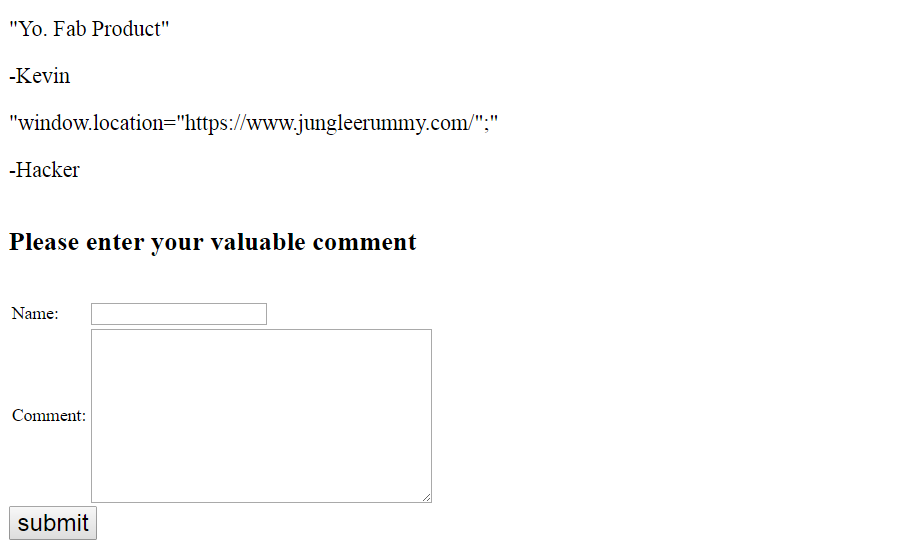 "Yo. Fab Product"
-Kevin
"window.location="https://www.jungleerummy.com/";"
-Hacker
Please enter your valuable comment
Name:
Comment:
submit